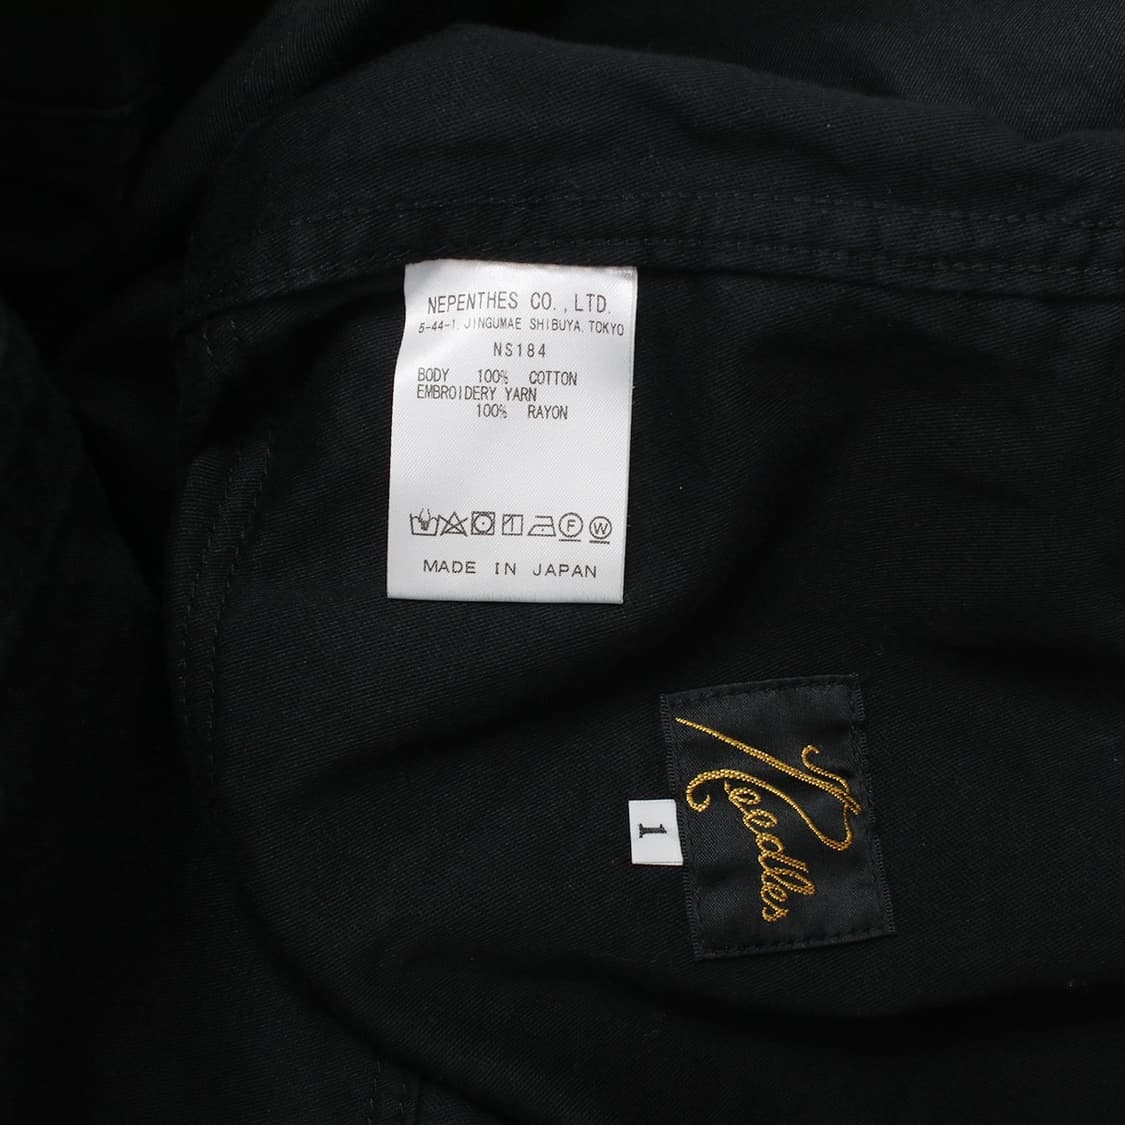 NEPENTHES CO.,LTD.
5-44-1, JINGUMAE SHIBUYA, TOKYO
NS184
BODY 100% COTTON
EMBROIDERY YARN
100% RAYON
F W
MADE IN JAPAN
1
Needles